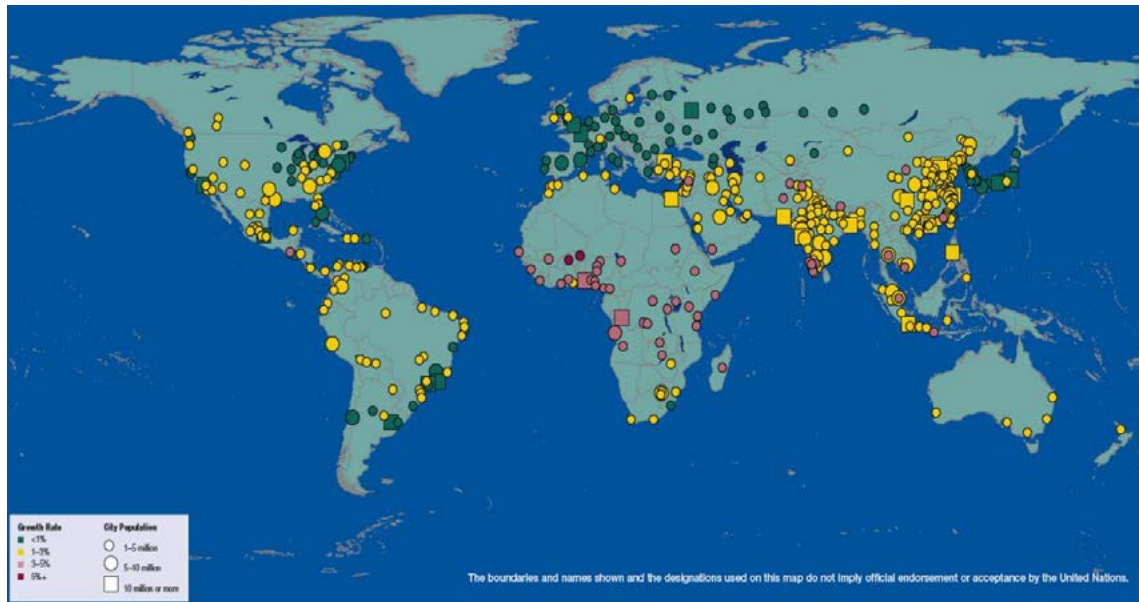 Growth Rate
<1%
1–3%
3–5%
5%+
City Population
1–5 million
5–10 million
10 million or more
The boundaries and names shown and the designations used on this map do not imply official endorsement or acceptance by the United Nations.